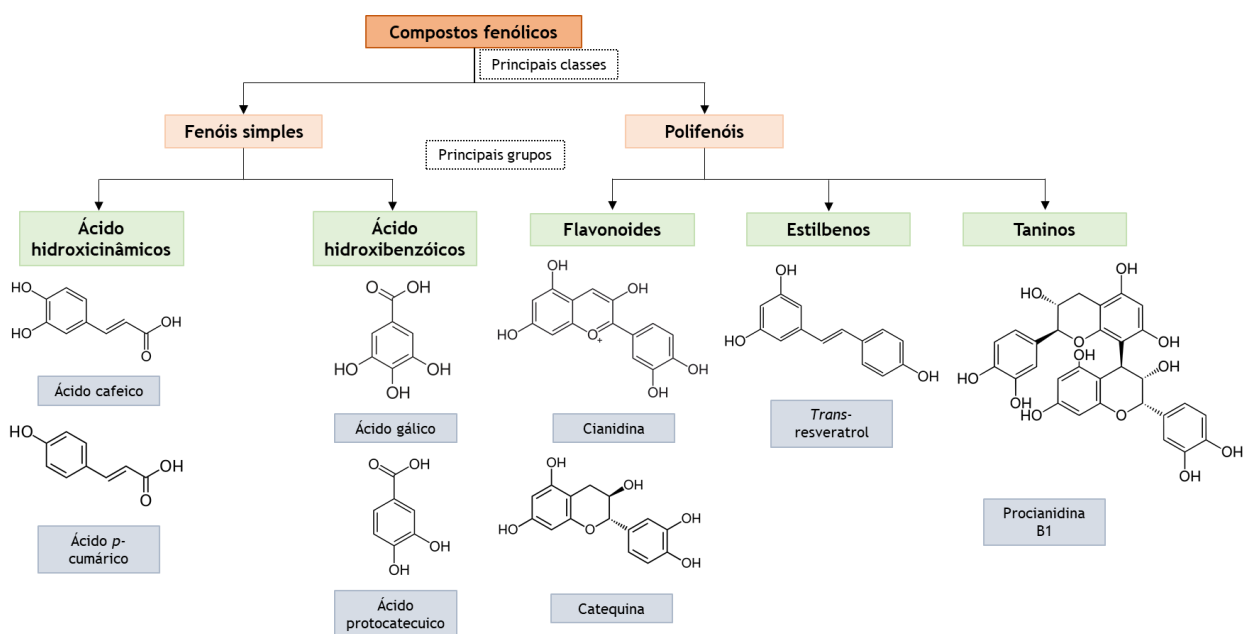 Compostos fenólicos
Principais classes
Fenóis simples
Polifenóis
Principais grupos
Ácido
hidroxicinâmicos
Ácido
hidroxibenzóicos
Flavonoides
Estilbenos
Taninos
HO
HO
OH
O
Ácido cafeico
HO
OH
O
Ácido p-
cumárico
O
OH
HO
OH
OH
Ácido gálico
O
OH
OH
OH
Ácido
protocatecuico
OH
OH
HO
O
+
OH
OH
Cianidina
OH
OH
HO
O
OH
OH
Catequina
OH
HO
OH
Trans-
resveratrol
OH
HO
O
OH
HO
OH
OH
OH
HO
O
OH
OH
Procianidina
B1